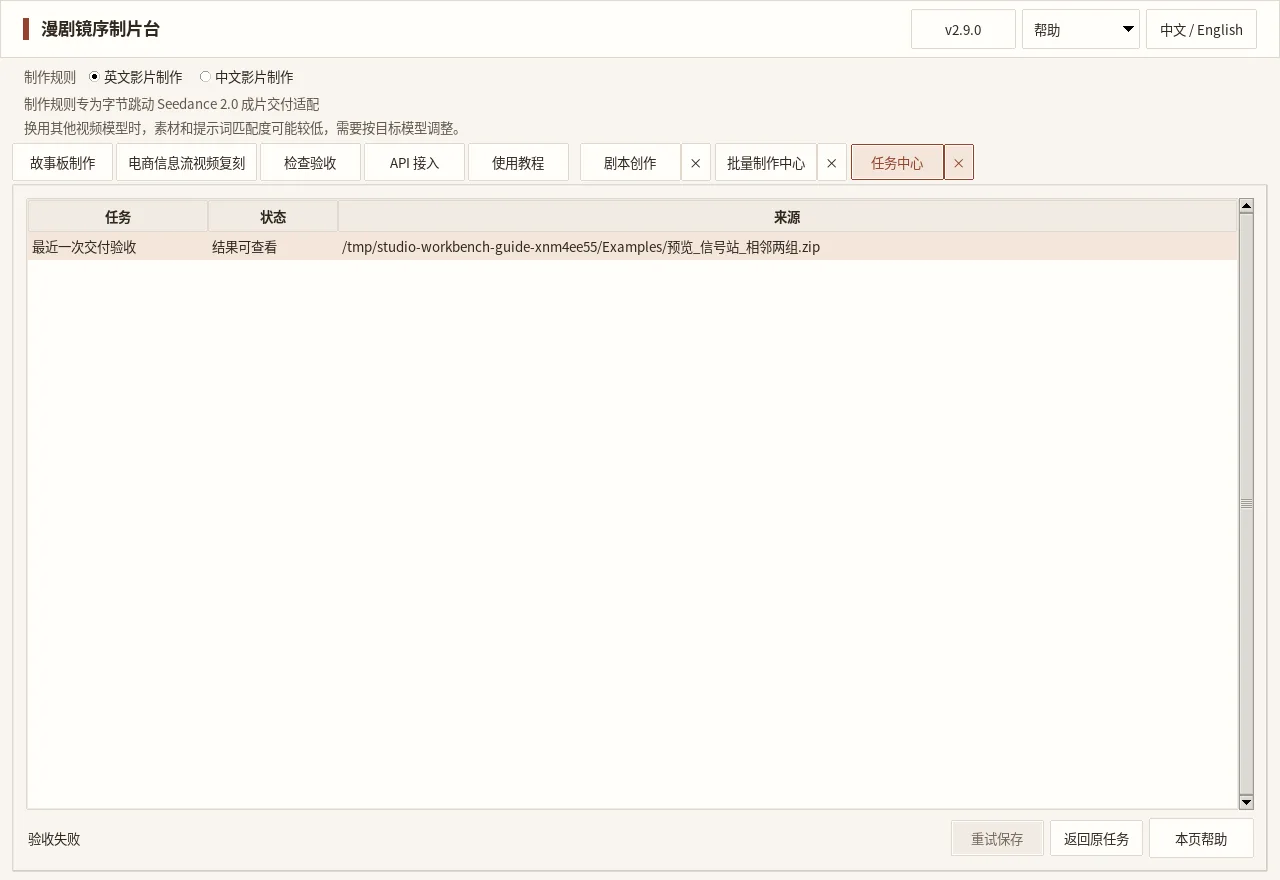 漫剧镜序制片台
v2.9.0
帮助
中文 / English
制作规则 英文影片制作 中文影片制作
制作规则专为字节跳动 Seedance 2.0 成片交付适配
换用其他视频模型时，素材和提示词匹配度可能较低，需要按目标模型调整。
故事板制作 电商信息流视频复刻 检查验收 API 接入 使用教程 剧本创作 × 批量制作中心 × 任务中心 ×
任务 状态 来源
最近一次交付验收 结果可查看 /tmp/studio-workbench-guide-xnm4ee55/Examples/预览_信号站_相邻两组.zip
验收失败 重试保存 返回原任务 本页帮助